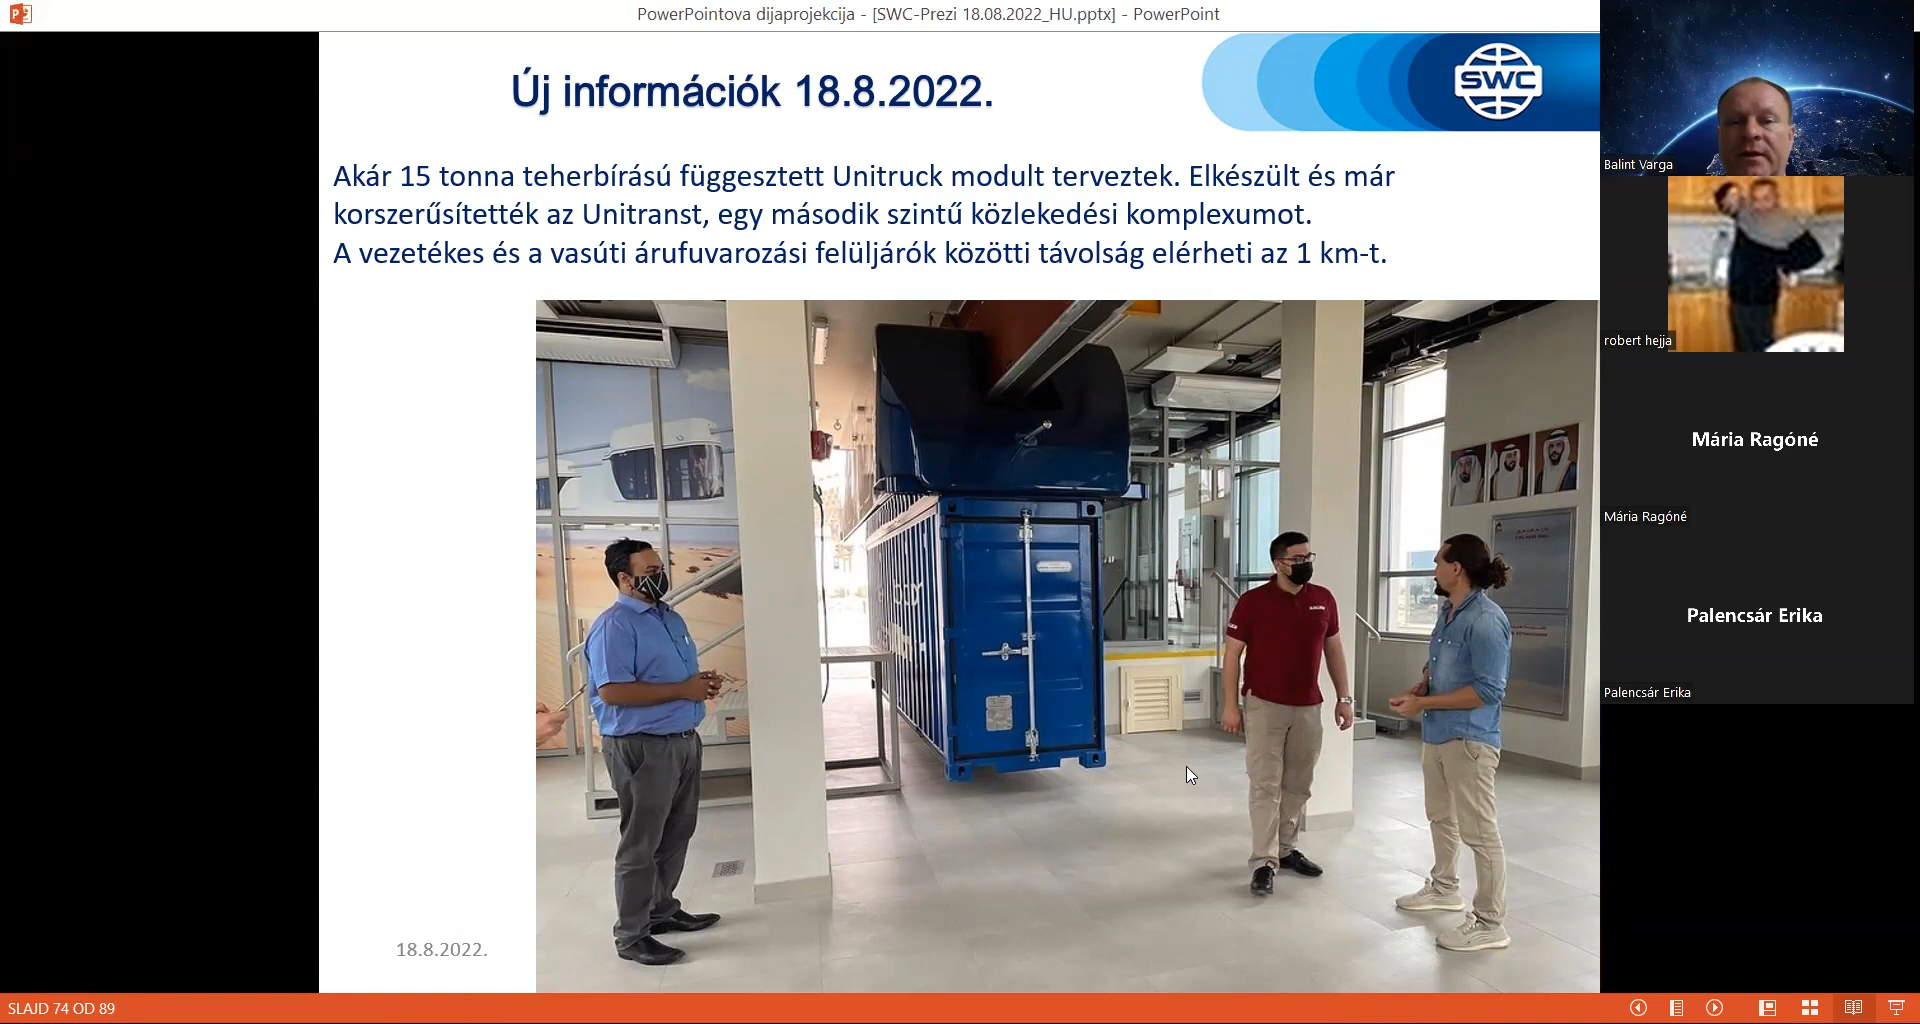 PowerPointova dijaprojekcija - [SWC-Prezi 18.08.2022_HU.pptx] - PowerPoint
Új információk 18.8.2022.
SWC
Akár 15 tonna teherbírású függesztett Unitruck modult terveztek. Elkészült és már
korszerűsítették az Unitranst, egy második szintű közlekedési komplexumot.
A vezetékes és a vasúti árufuvarozási felüljárók közötti távolság elérheti az 1 km-t.
18.8.2022.
Balint Varga
robert hejja
Mária Ragóné
Mária Ragóné
Palencsár Erika
Palencsár Erika
SLAJD 74 OD 89